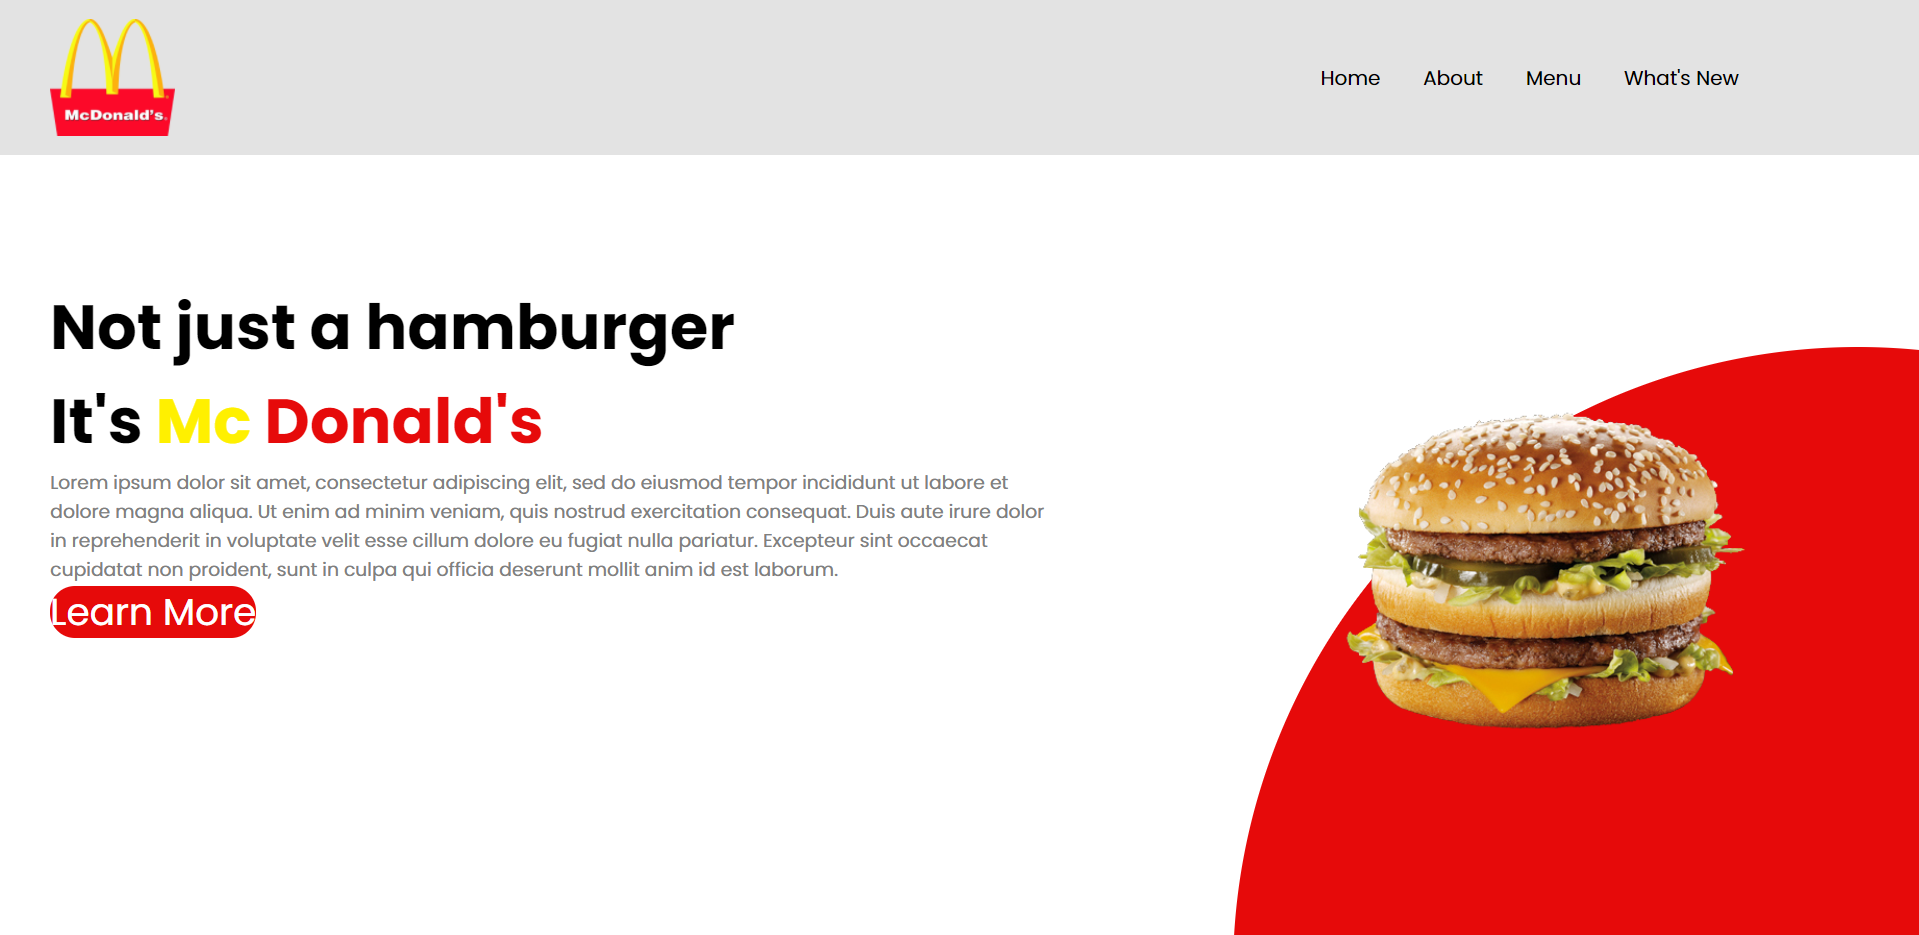 McDonald's
Home About Menu What's New
Not just a hamburger
It's Mc Donald's
Lorem ipsum dolor sit amet, consectetur adipiscing elit, sed do eiusmod tempor incididunt ut labore et
dolore magna aliqua. Ut enim ad minim veniam, quis nostrud exercitation consequat. Duis aute irure dolor
in reprehenderit in voluptate velit esse cillum dolore eu fugiat nulla pariatur. Excepteur sint occaecat
cupidatat non proident, sunt in culpa qui officia deserunt mollit anim id est laborum.
Learn More